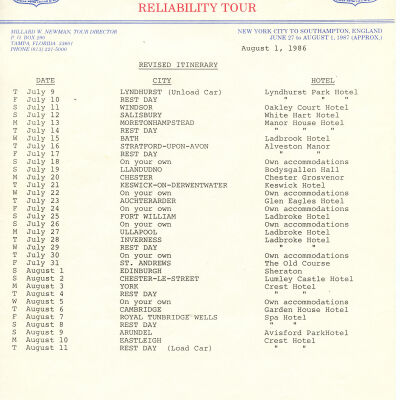 RELIABILITY TOUR
MILLARD W. NEWMAN, TOUR DIRECTOR
P. O. BOX 290
TAMPA, FLORIDA 33601
PHONE (813) 221-5000
NEW YORK CITY TO SOUTHAMPTON, ENGLAND
JUNE 27 to AUGUST 1, 1987 (APPROX.)
August 1, 1986
REVISED ITINERARY
DATE CITY HOTEL
T July 9 LYNDHURST (Unload Car) Lyndhurst Park Hotel
F July 10 REST DAY " " "
S July 11 WINDSOR Oakley Court Hotel
S July 12 SALISBURY White Hart Hotel
M July 13 MORETONHAMPSTEAD Manor House Hotel
T July 14 REST DAY " " "
W July 15 BATH Ladbrook Hotel
T July 16 STRATFORD-UPON-AVON Alveston Manor
F July 17 REST DAY " "
S July 18 On your own Own accommodations
S July 19 LLANDUDNO Bodysgallen Hall
M July 20 CHESTER Chester Grosvenor
T July 21 KESWICK-ON-DERWENTWATER Keswick Hotel
W July 22 On your own Own accommodations
T July 23 AUCHTERARDER Glen Eagles Hotel
F July 24 On your own Own accommodations
S July 25 FORT WILLIAM Ladbroke Hotel
S July 26 On your own Own accommodations
M July 27 ULLAPOOL Ladbroke Hotel
T July 28 INVERNESS Ladbroke Hotel
W July 29 REST DAY " "
T July 30 On your own Own accommodations
F July 31 ST. ANDREWS The Old Course
S August 1 EDINBURGH Sheraton
S August 2 CHESTER-LE-STREET Lumley Castle Hotel
M August 3 YORK Crest Hotel
T August 4 REST DAY " "
W August 5 On your own Own accommodations
T August 6 CAMBRIDGE Garden House Hotel
F August 7 ROYAL TUNBRIDGE WELLS Spa Hotel
S August 8 REST DAY " "
S August 9 ARUNDEL Avisford ParkHotel
M August 10 EASTLEIGH Crest Hotel
T August 11 REST DAY (Load Car) " "